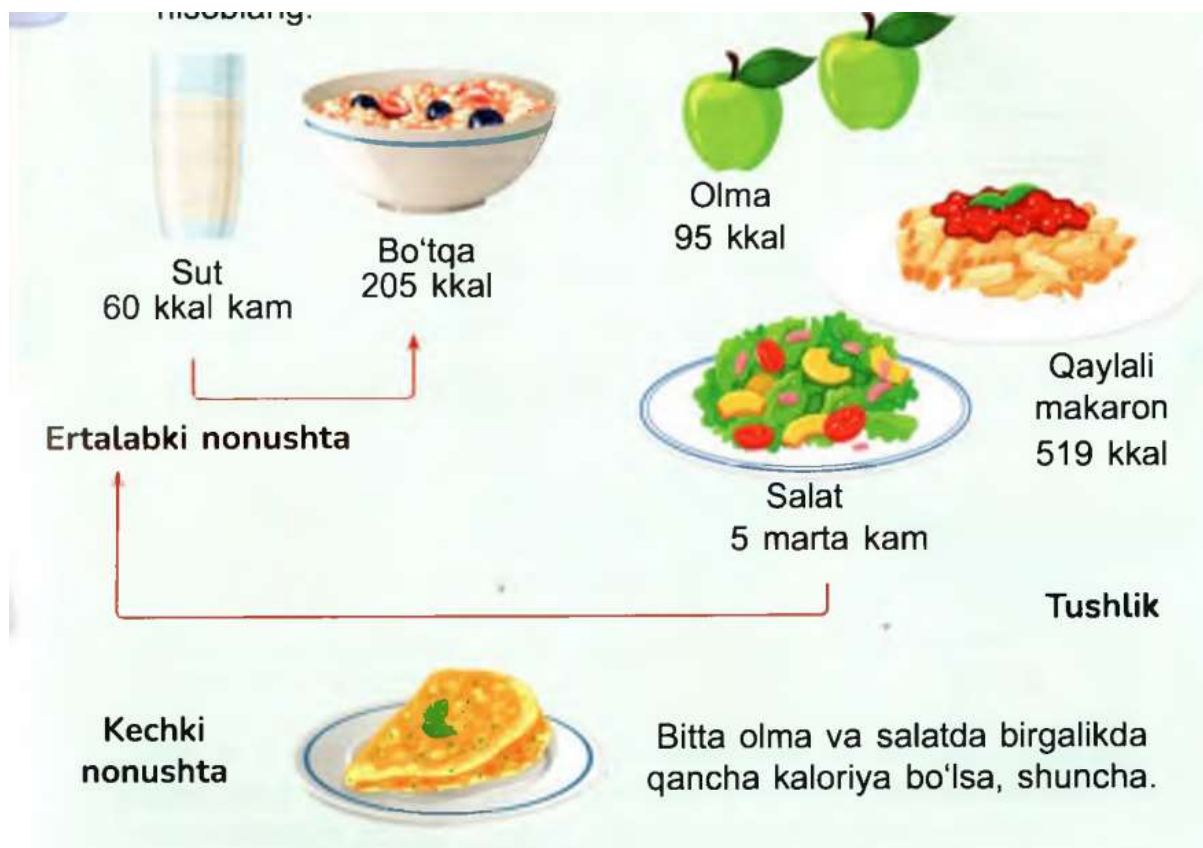 hisoblang.
Sut
60 kkal kam
Bo‘tqa
205 kkal
Olma
95 kkal
Ertalabki nonushta
Qaylali
makaron
519 kkal
Salat
5 marta kam
Tushlik
Kechki
nonushta
Bitta olma va salatda birgalikda
qancha kaloriya bo‘lsa, shuncha.